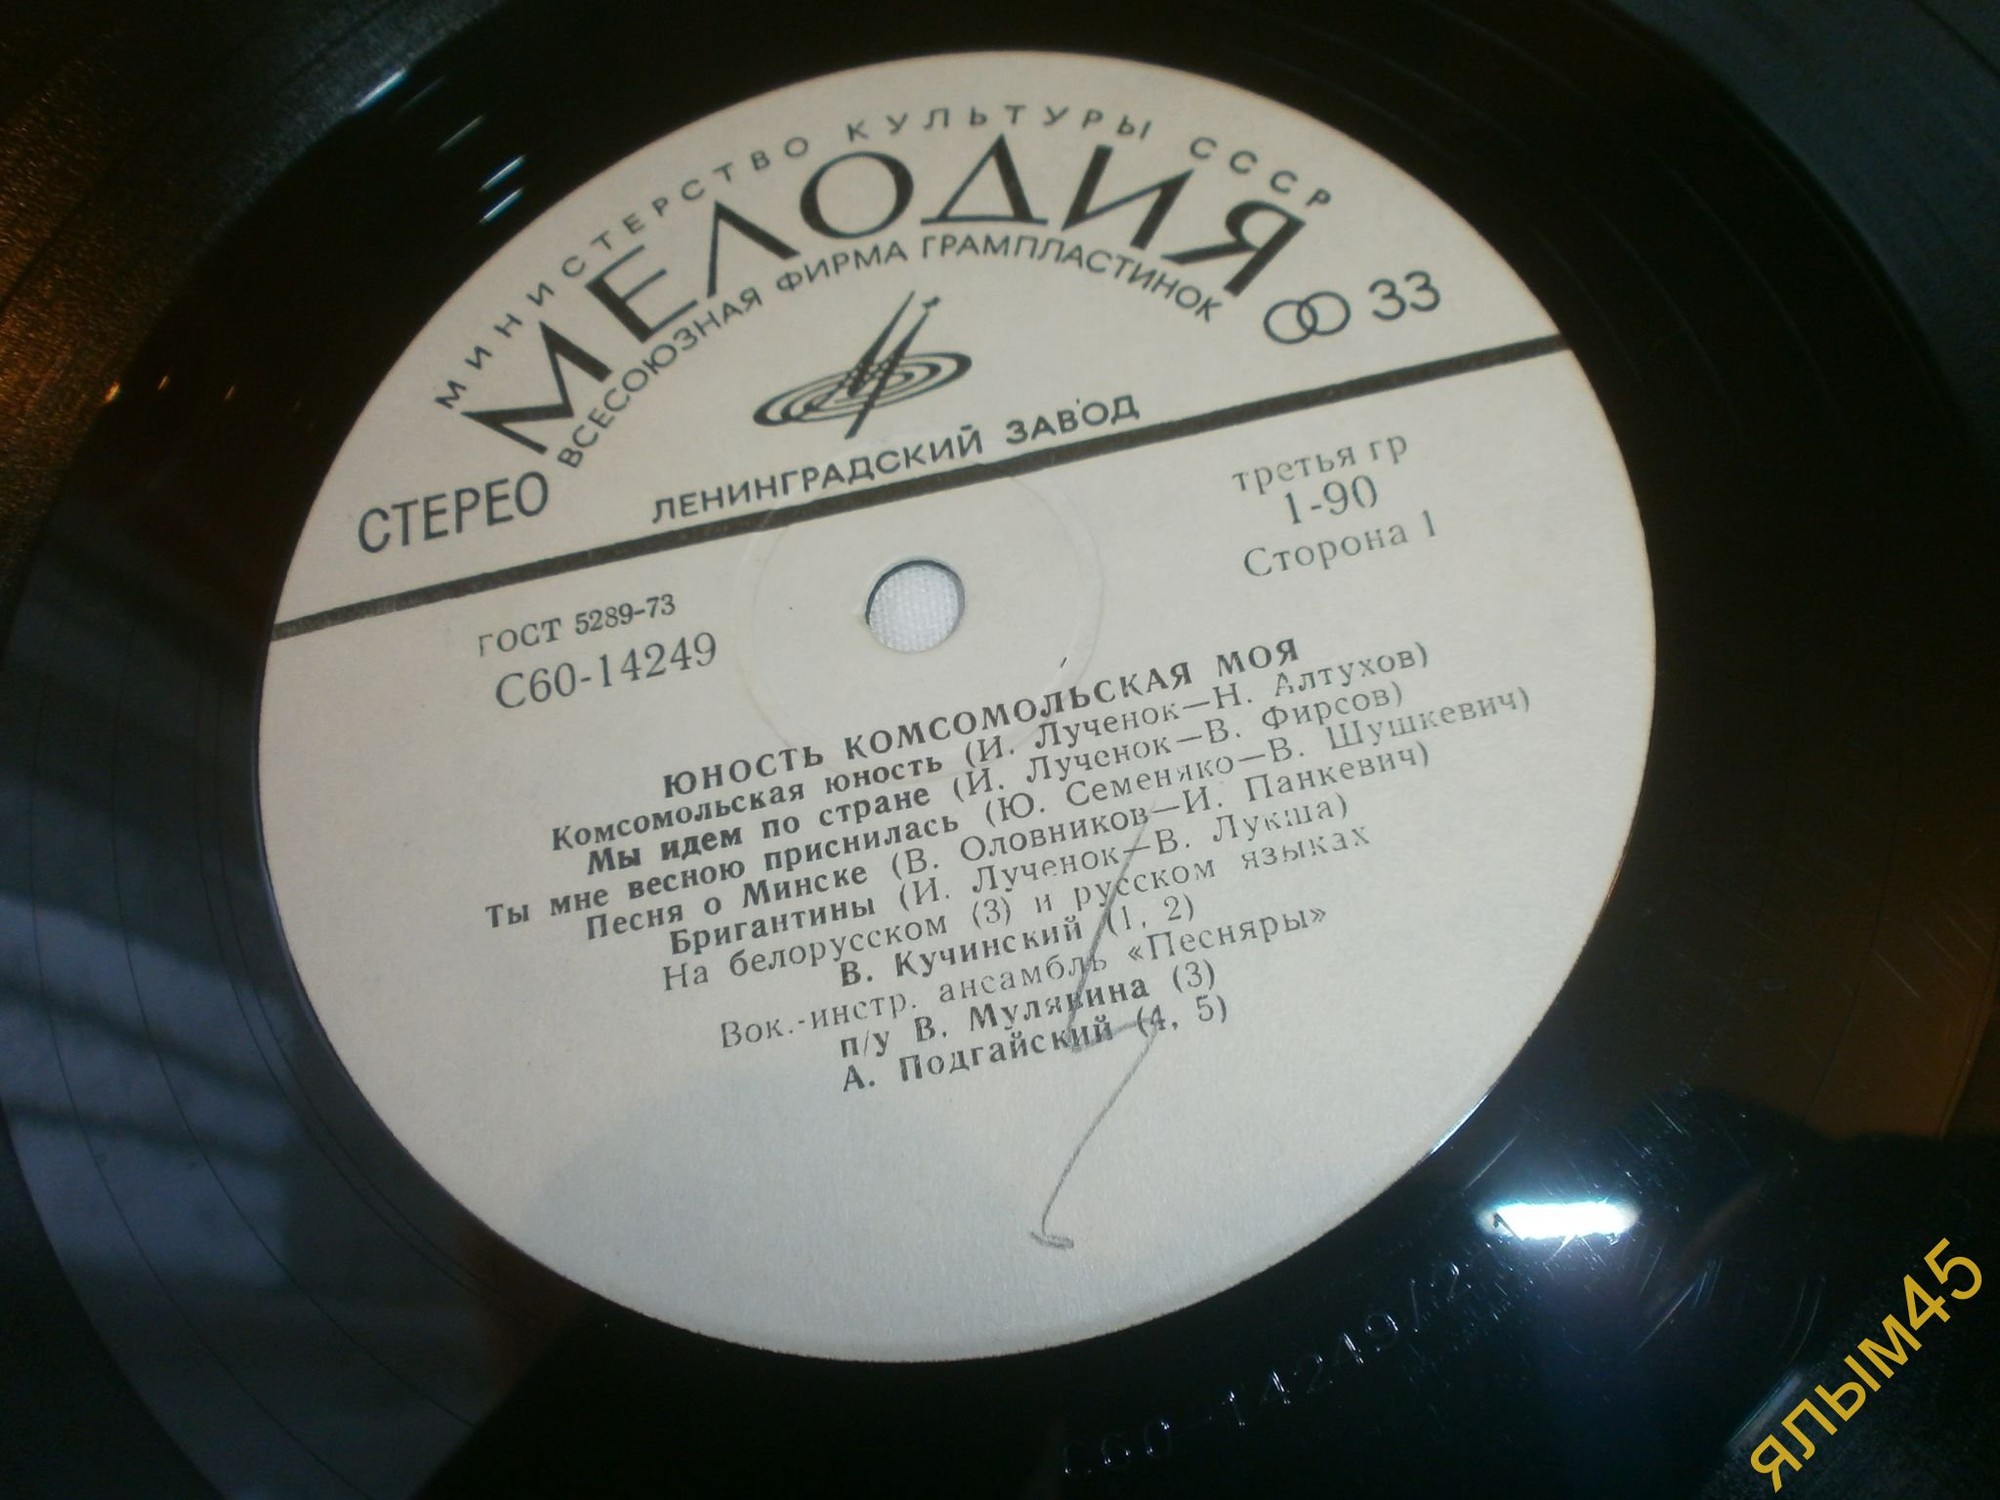 МИНИСТЕРСТВО КУЛЬТУРЫ СССР
МЕЛОДИЯ
ВСЕСОЮЗНАЯ ФИРМА ГРАМПЛАСТИНОК
33
СТЕРЕО
ЛЕНИНГРАДСКИЙ ЗАВОД
третья гр
1-90
Сторона 1
ГОСТ 5289-73
С60-14249
ЮНОСТЬ КОМСОМОЛЬСКАЯ МОЯ
Комсомольская юность (И. Лученок—Н. Алтухов)
Мы идем по стране (И. Лученок—В. Фирсов)
Ты мне весною приснилась (Ю. Семеняко—В. Шушкевич)
Песня о Минске (В. Оловников—И. Панкевич)
Бригантины (И. Лученок—В. Лукша)
На белорусском (3) и русском языках
В. Кучинский (1, 2)
Вок.-инстр. ансамбль «Песняры»
п/у В. Мулявина (3)
А. Подгайский (4, 5)
С60-14249/2
ялым45